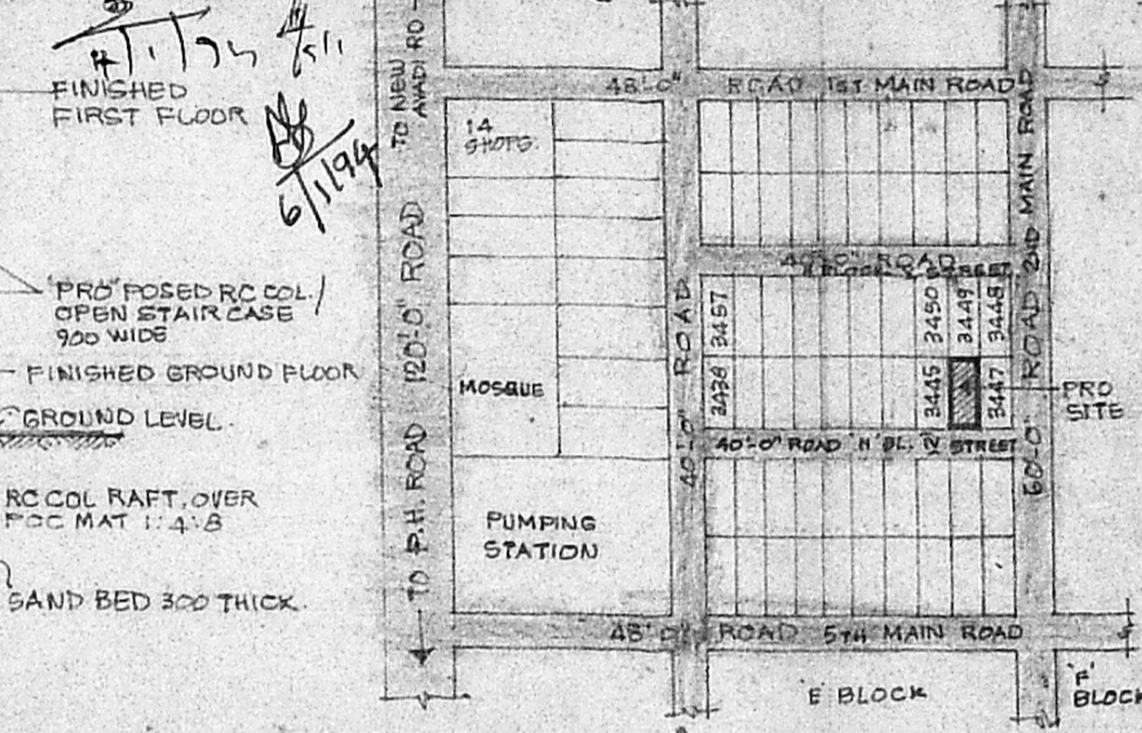 6/1/94
FINISHED
FIRST FLOOR
PROPOSED RC COL./
OPEN STAIR CASE
900 WIDE
FINISHED GROUND FLOOR
GROUND LEVEL
RC COL RAFT, OVER
PCC MAT 1:4:8
SAND BED 300 THICK.
TO NEW
AVADI RD
120'-0" ROAD
TO P.H. ROAD
14
SHOPS.
MOSQUE
PUMPING
STATION
48'-0" ROAD 1ST MAIN ROAD
40'-0" ROAD
STREET
40'-0" ROAD
60'-0" ROAD 2ND MAIN ROAD
3457
3450
3449
3448
3438
3445
3447
PRO
SITE
40'-0" ROAD 'H' BL. IV STREET
48'-0" ROAD 5TH MAIN ROAD
'E' BLOCK
'F'
BLOCK